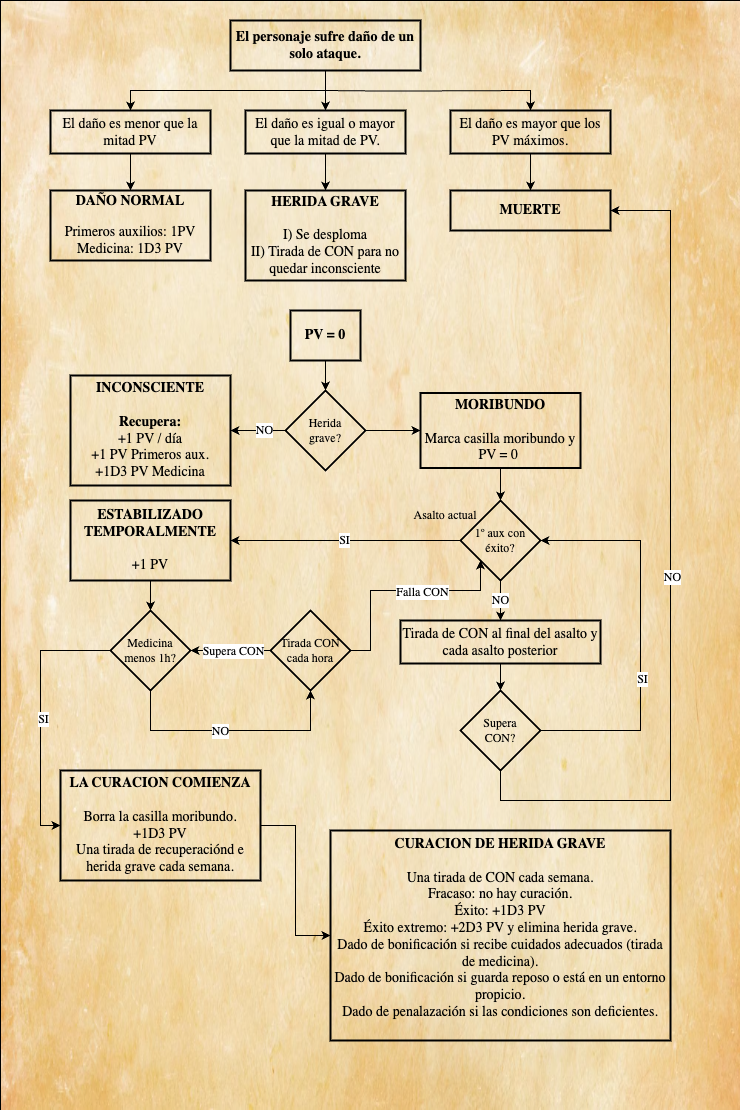 El personaje sufre daño de un
solo ataque.
El daño es menor que la
mitad PV
El daño es igual o mayor
que la mitad de PV.
El daño es mayor que los
PV máximos.
DAÑO NORMAL
Primeros auxilios: 1PV
Medicina: 1D3 PV
HERIDA GRAVE
I) Se desploma
II) Tirada de CON para no
quedar inconsciente
MUERTE
PV = 0
INCONSCIENTE
Recupera:
+1 PV / día
+1 PV Primeros aux.
+1D3 PV Medicina
NO
Herida
grave?
MORIBUNDO
Marca casilla moribundo y
PV = 0
ESTABILIZADO
TEMPORALMENTE
+1 PV
SI
Asalto actual
1º aux con
éxito?
NO
Falla CON
NO
Tirada de CON al final del asalto y
cada asalto posterior
Medicina
menos 1h?
Supera CON
Tirada CON
cada hora
SI
NO
SI
Supera
CON?
LA CURACION COMIENZA
Borra la casilla moribundo.
+1D3 PV
Una tirada de recuperaciónd e
herida grave cada semana.
CURACION DE HERIDA GRAVE
Una tirada de CON cada semana.
Fracaso: no hay curación.
Éxito: +1D3 PV
Éxito extremo: +2D3 PV y elimina herida grave.
Dado de bonificación si recibe cuidados adecuados (tirada
de medicina).
Dado de bonificación si guarda reposo o está en un entorno
propicio.
Dado de penalazación si las condiciones son deficientes.